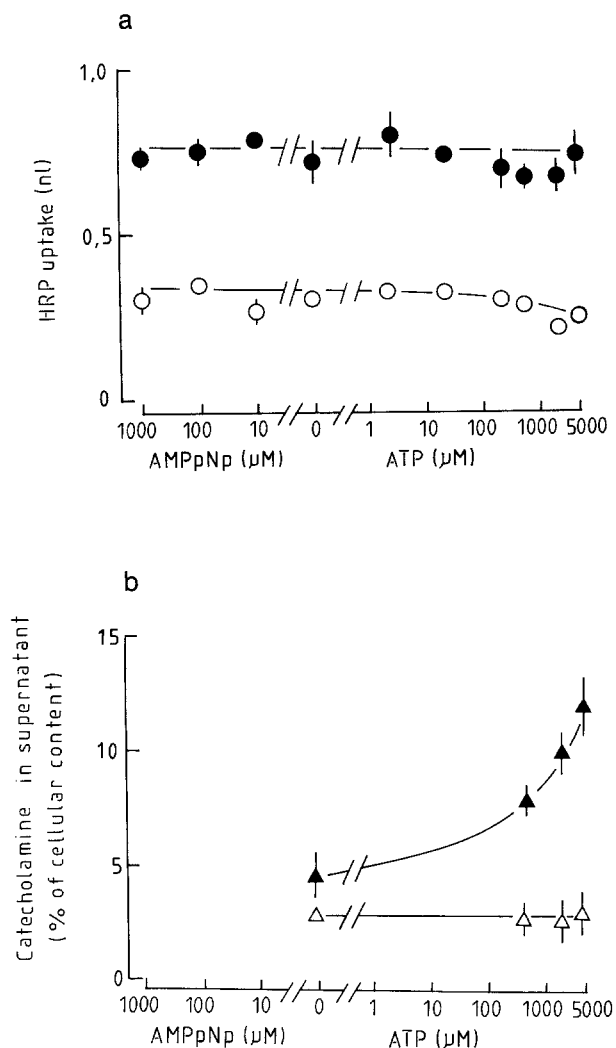 a
HRP uptake (nl)
1,0
0,5
0
1000 100 10 0 1 10 100 1000 5000
AMPpNp (µM) ATP (µM)
b
Catecholamine in supernatant
(% of cellular content)
15
10
5
0
1000 100 10 0 1 10 100 1000 5000
AMPpNp (µM) ATP (µM)